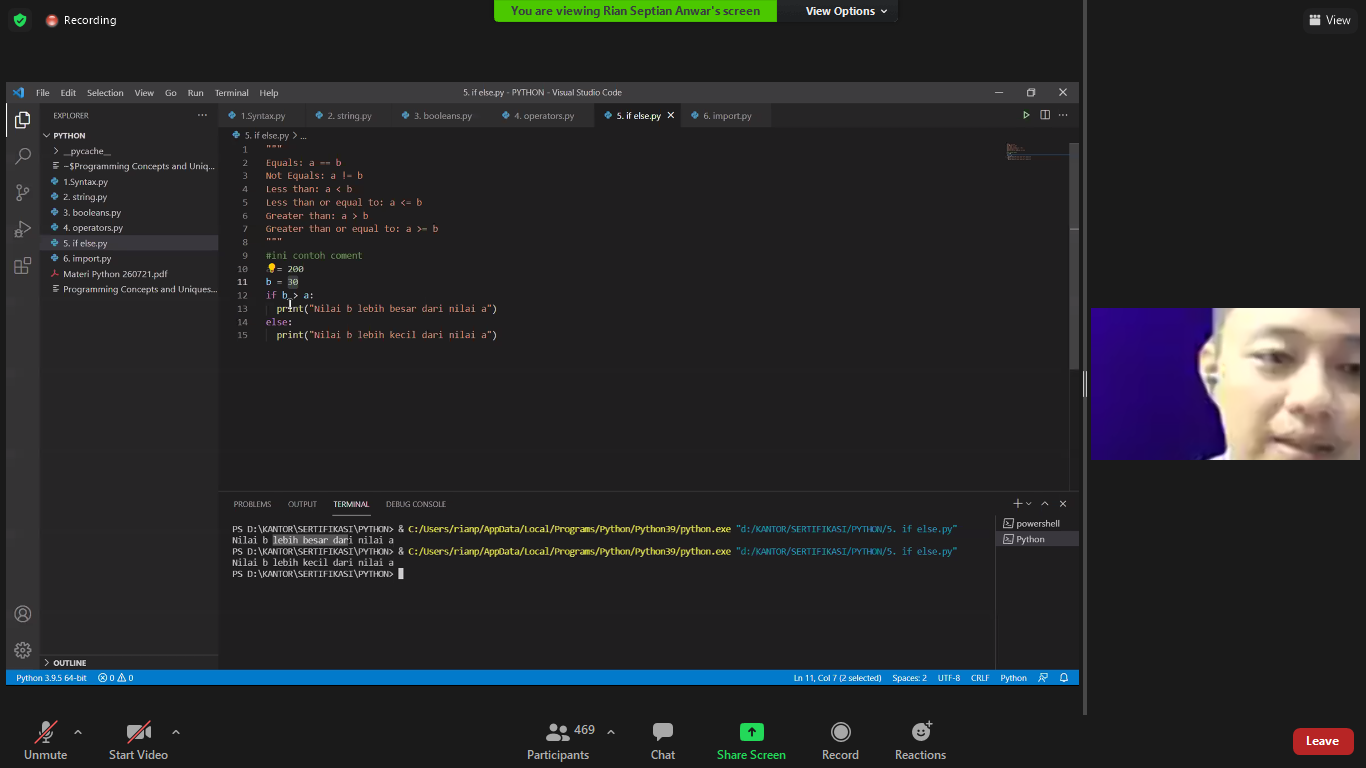 Recording
You are viewing Rian Septian Anwar's screen
View Options
View
File Edit Selection View Go Run Terminal Help
5. if else.py - PYTHON - Visual Studio Code
EXPLORER
PYTHON
__pycache__
~$Programming Concepts and Uniq...
1.Syntax.py
2. string.py
3. booleans.py
4. operators.py
5. if else.py
6. import.py
Materi Python 260721.pdf
Programming Concepts and Uniques...
OUTLINE
1.Syntax.py 2. string.py 3. booleans.py 4. operators.py 5. if else.py 6. import.py
5. if else.py > ...
1 """
2 Equals: a == b
3 Not Equals: a != b
4 Less than: a < b
5 Less than or equal to: a <= b
6 Greater than: a > b
7 Greater than or equal to: a >= b
8 """
9 #ini contoh coment
10 = 200
11 b = 30
12 if b > a:
13 print("Nilai b lebih besar dari nilai a")
14 else:
15 print("Nilai b lebih kecil dari nilai a")
PROBLEMS OUTPUT TERMINAL DEBUG CONSOLE
PS D:\KANTOR\SERTIFIKASI\PYTHON> & C:/Users/rianp/AppData/Local/Programs/Python/Python39/python.exe "d:/KANTOR/SERTIFIKASI/PYTHON/5. if else.py"
Nilai b lebih besar dari nilai a
PS D:\KANTOR\SERTIFIKASI\PYTHON> & C:/Users/rianp/AppData/Local/Programs/Python/Python39/python.exe "d:/KANTOR/SERTIFIKASI/PYTHON/5. if else.py"
Nilai b lebih kecil dari nilai a
PS D:\KANTOR\SERTIFIKASI\PYTHON>
powershell
Python
Python 3.9.5 64-bit 0 0 Ln 11, Col 7 (2 selected) Spaces: 2 UTF-8 CRLF Python
469
Unmute Start Video Participants Chat Share Screen Record Reactions Leave